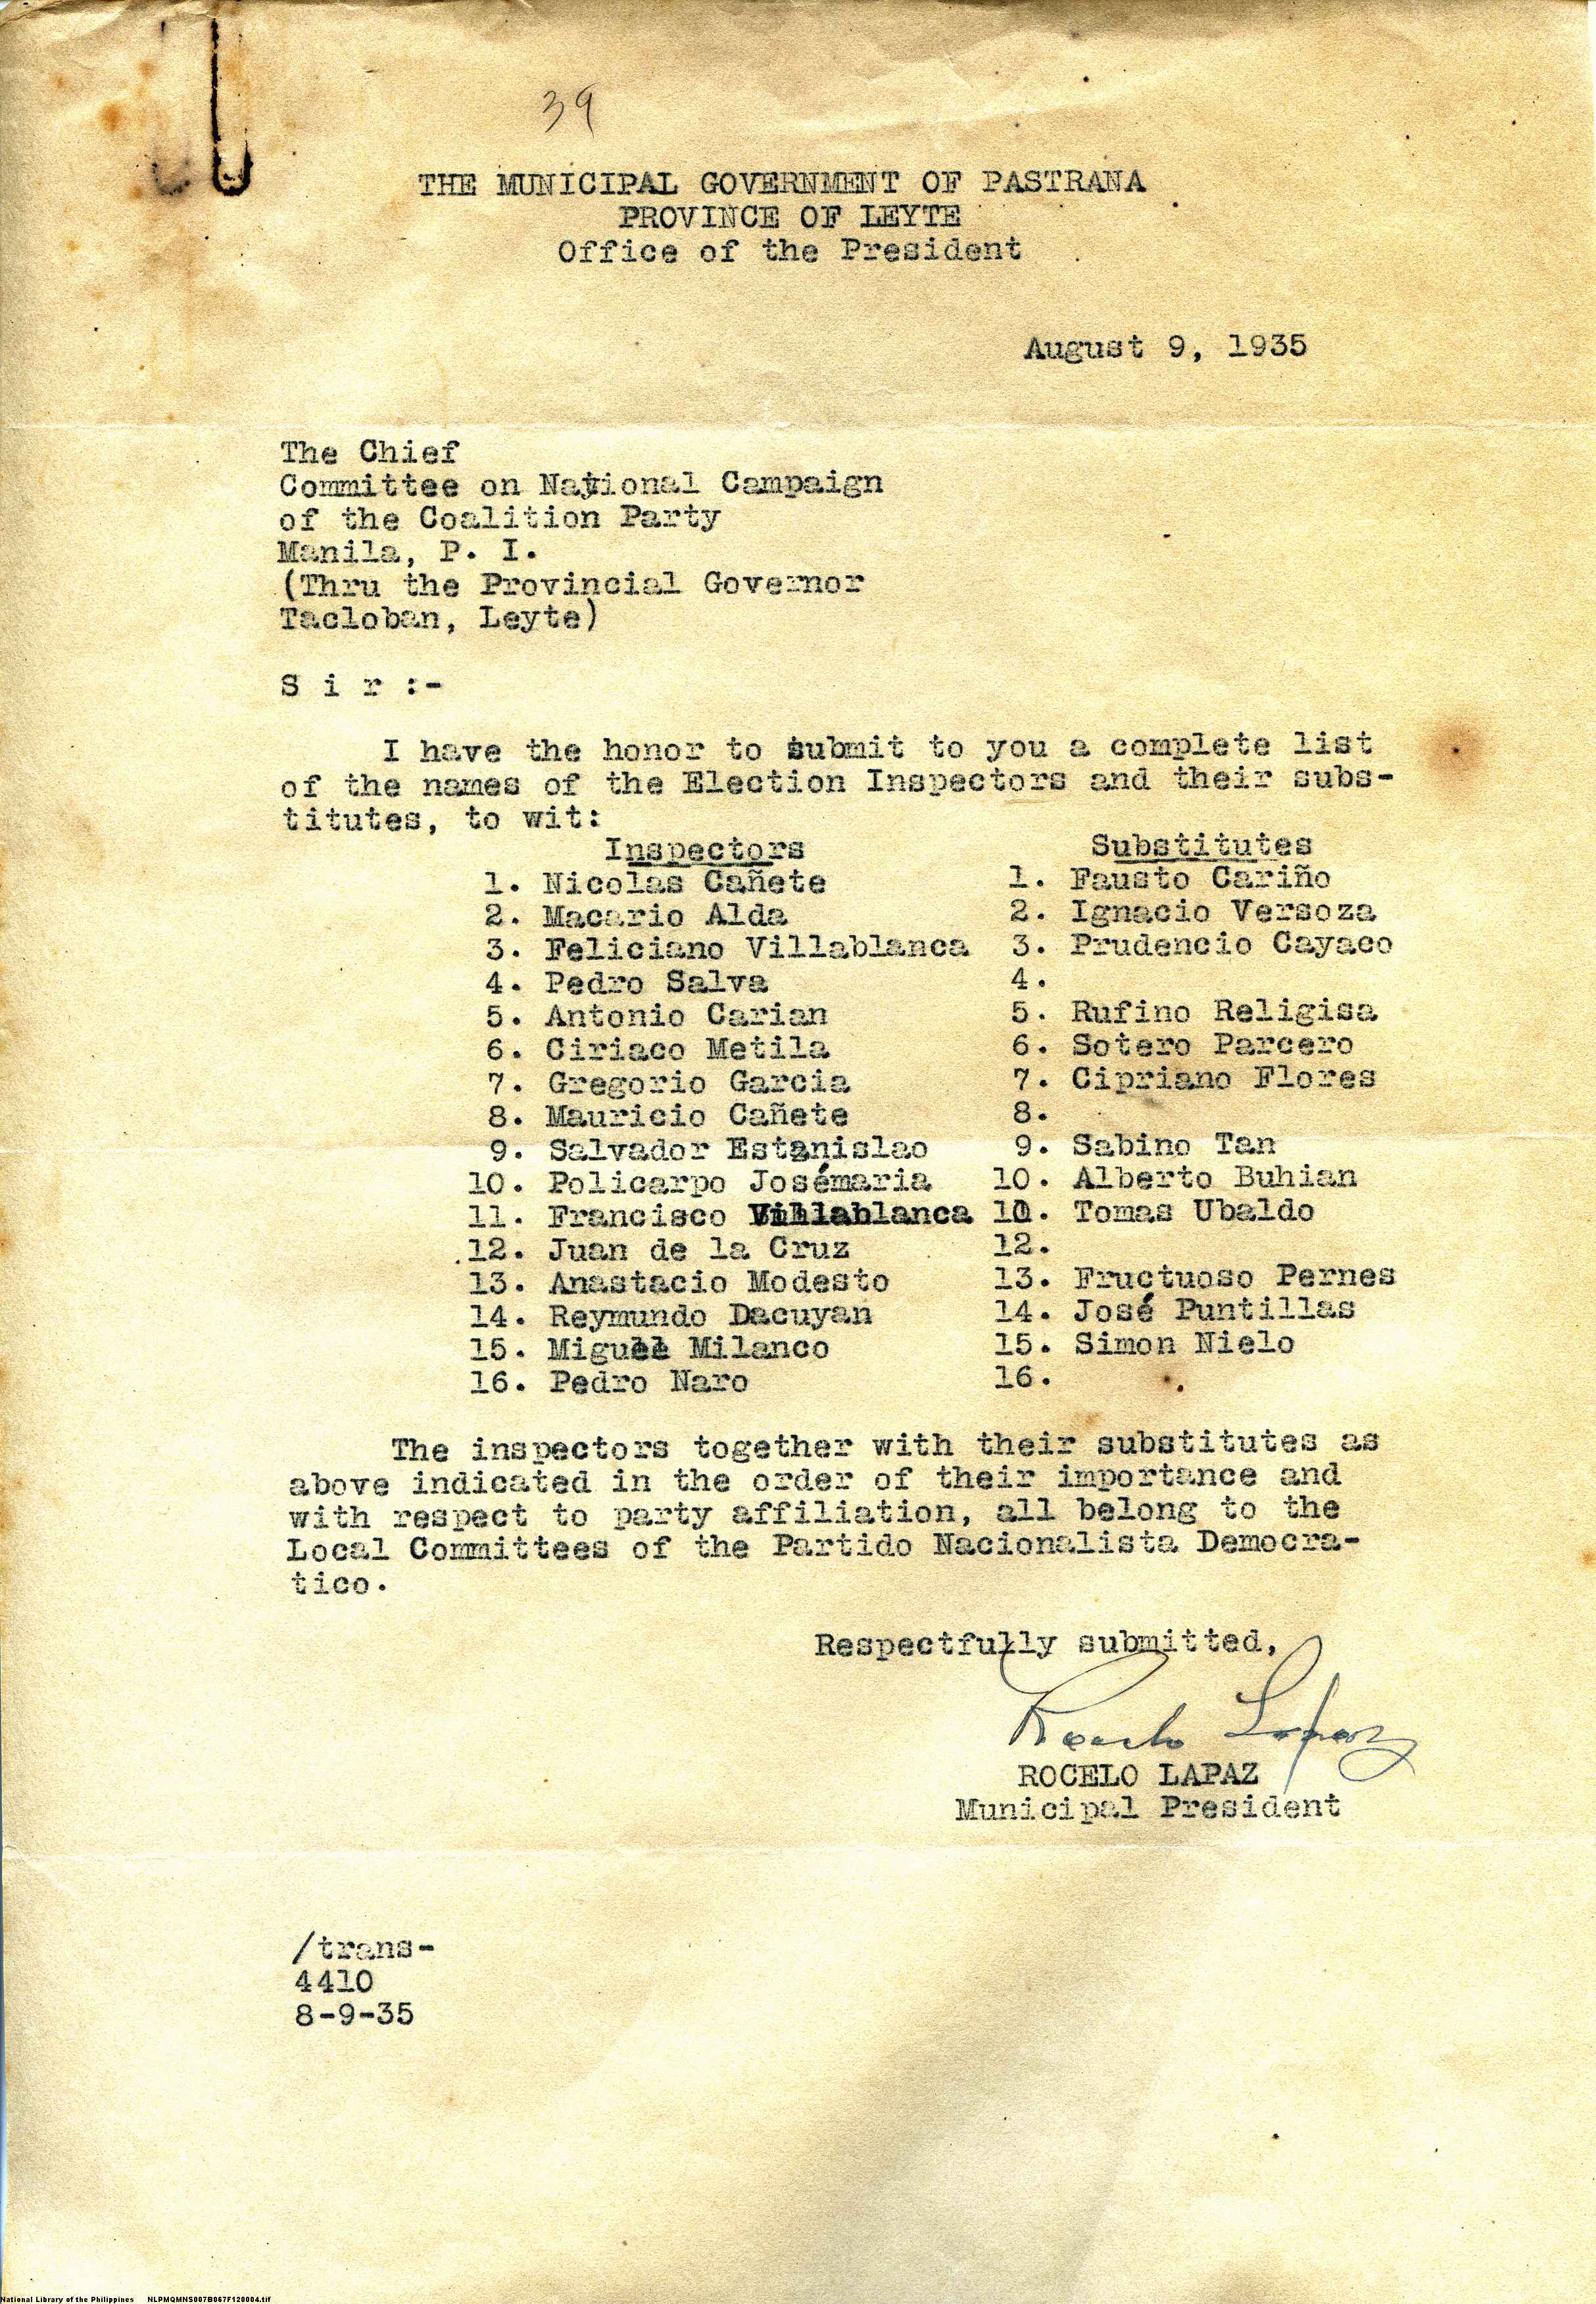 39
THE MUNICIPAL GOVERNMENT OF PASTRANA
PROVINCE OF LEYTE
Office of the President
August 9, 1935
The Chief
Committee on National Campaign
of the Coalition Party
Manila, P. I.
(Thru the Provincial Governor
Tacloban, Leyte)
S i r :-
I have the honor to submit to you a complete list
of the names of the Election Inspectors and their subs-
titutes, to wit:
Inspectors Substitutes
1. Nicolas Cañete 1. Fausto Cariño
2. Macario Alda 2. Ignacio Versoza
3. Feliciano Villablanca 3. Prudencio Cayaco
4. Pedro Salva 4.
5. Antonio Carian 5. Rufino Religisa
6. Ciriaco Metila 6. Sotero Parcero
7. Gregorio Garcia 7. Cipriano Flores
8. Mauricio Cañete 8.
9. Salvador Estanislao 9. Sabino Tan
10. Policarpo Josémaria 10. Alberto Buhian
11. Francisco Villablanca 11. Tomas Ubaldo
12. Juan de la Cruz 12.
13. Anastacio Modesto 13. Fructuoso Pernes
14. Reymundo Dacuyan 14. José Puntillas
15. Miguel Milanco 15. Simon Nielo
16. Pedro Naro 16.
The inspectors together with their substitutes as
above indicated in the order of their importance and
with respect to party affiliation, all belong to the
Local Committees of the Partido Nacionalista Democra-
tico.
Respectfully submitted,
Rocelo Lapaz
ROCELO LAPAZ
Municipal President
/trans-
4410
8-9-35
National Library of the Philippines NLPMQMNS007B067F120004.tif